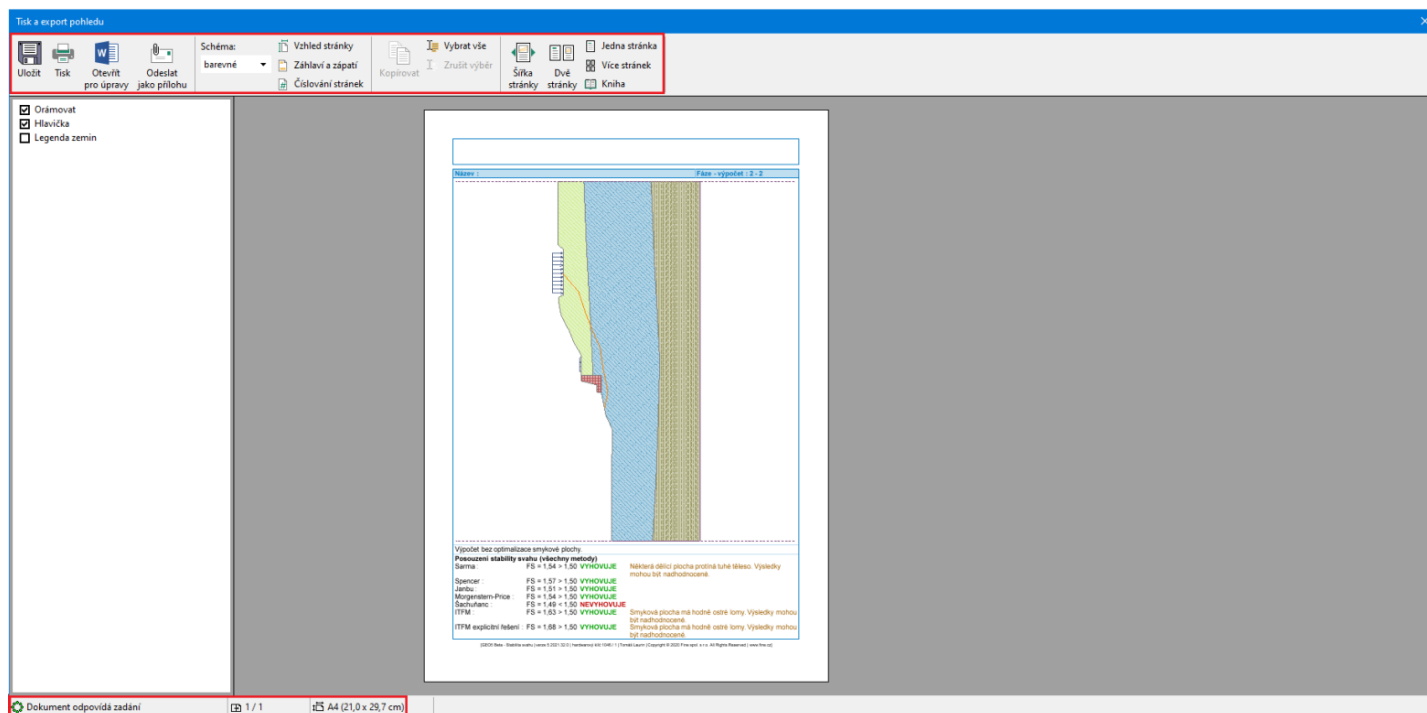 Tisk a export pohledu
Uložit
Tisk
Otevřít
pro úpravy
Odeslat
jako přílohu
Schéma:
barevné
Vzhled stránky
Záhlaví a zápatí
Číslování stránek
Kopírovat
Vybrat vše
Zrušit výběr
Šířka
stránky
Dvě
stránky
Jedna stránka
Více stránek
Kniha
Orámovat
Hlavička
Legenda zemin
Název :
Fáze - výpočet : 2 - 2
Výpočet bez optimalizace smykové plochy.
Posouzení stability svahu (všechny metody)
Sarma : FS = 1,54 > 1,50 VYHOVUJE Některá dělící plocha protíná tuhé těleso. Výsledky
mohou být nadhodnocené.
Spencer : FS = 1,57 > 1,50 VYHOVUJE
Janbu : FS = 1,51 > 1,50 VYHOVUJE
Morgenstern-Price : FS = 1,54 > 1,50 VYHOVUJE
Šachuňanc : FS = 1,49 < 1,50 NEVYHOVUJE
ITFM : FS = 1,63 > 1,50 VYHOVUJE Smyková plocha má hodně ostré lomy. Výsledky mohou
být nadhodnocené.
ITFM explicitní řešení : FS = 1,68 > 1,50 VYHOVUJE Smyková plocha má hodně ostré lomy. Výsledky mohou
být nadhodnocené.
Dokument odpovídá zadání
1 / 1
A4 (21,0 x 29,7 cm)